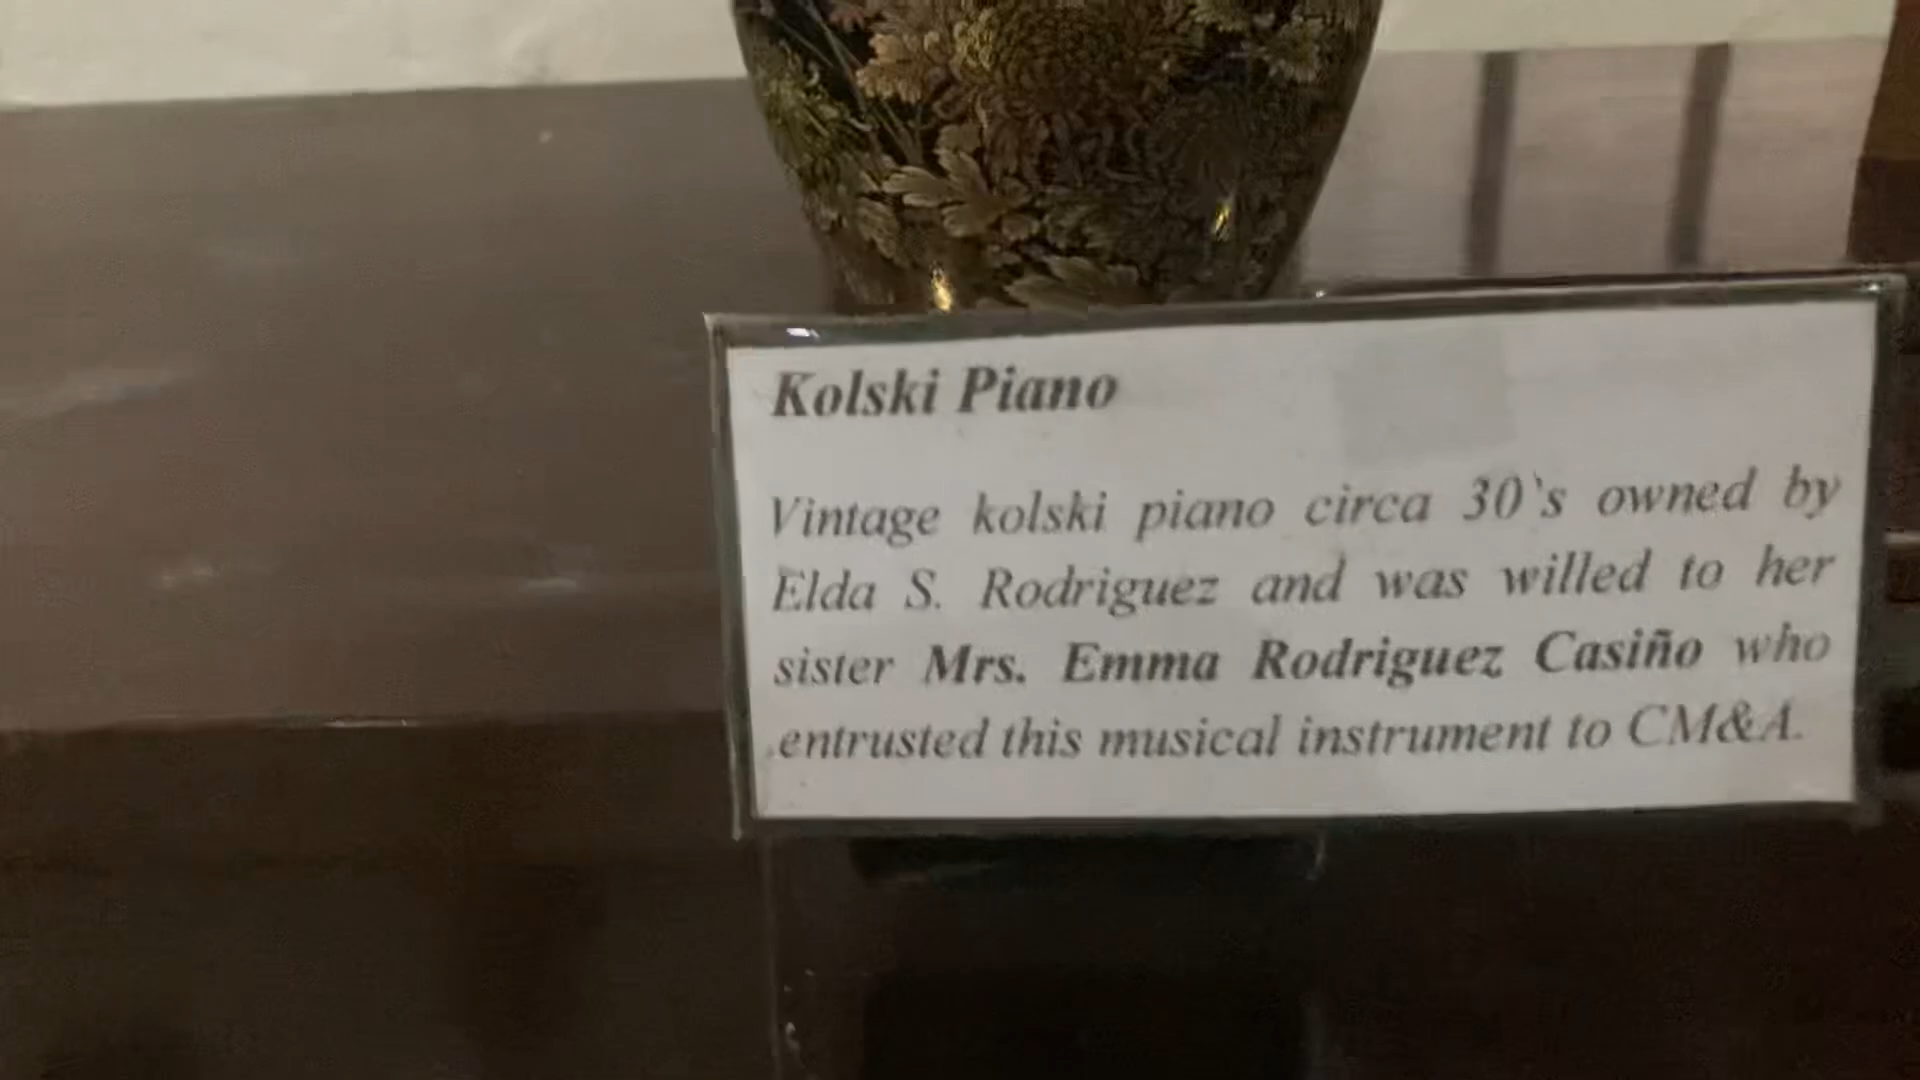 Kolski Piano
Vintage kolski piano circa 30`s owned by
Elda S. Rodriguez and was willed to her
sister Mrs. Emma Rodriguez Casiño who
entrusted this musical instrument to CM&A.